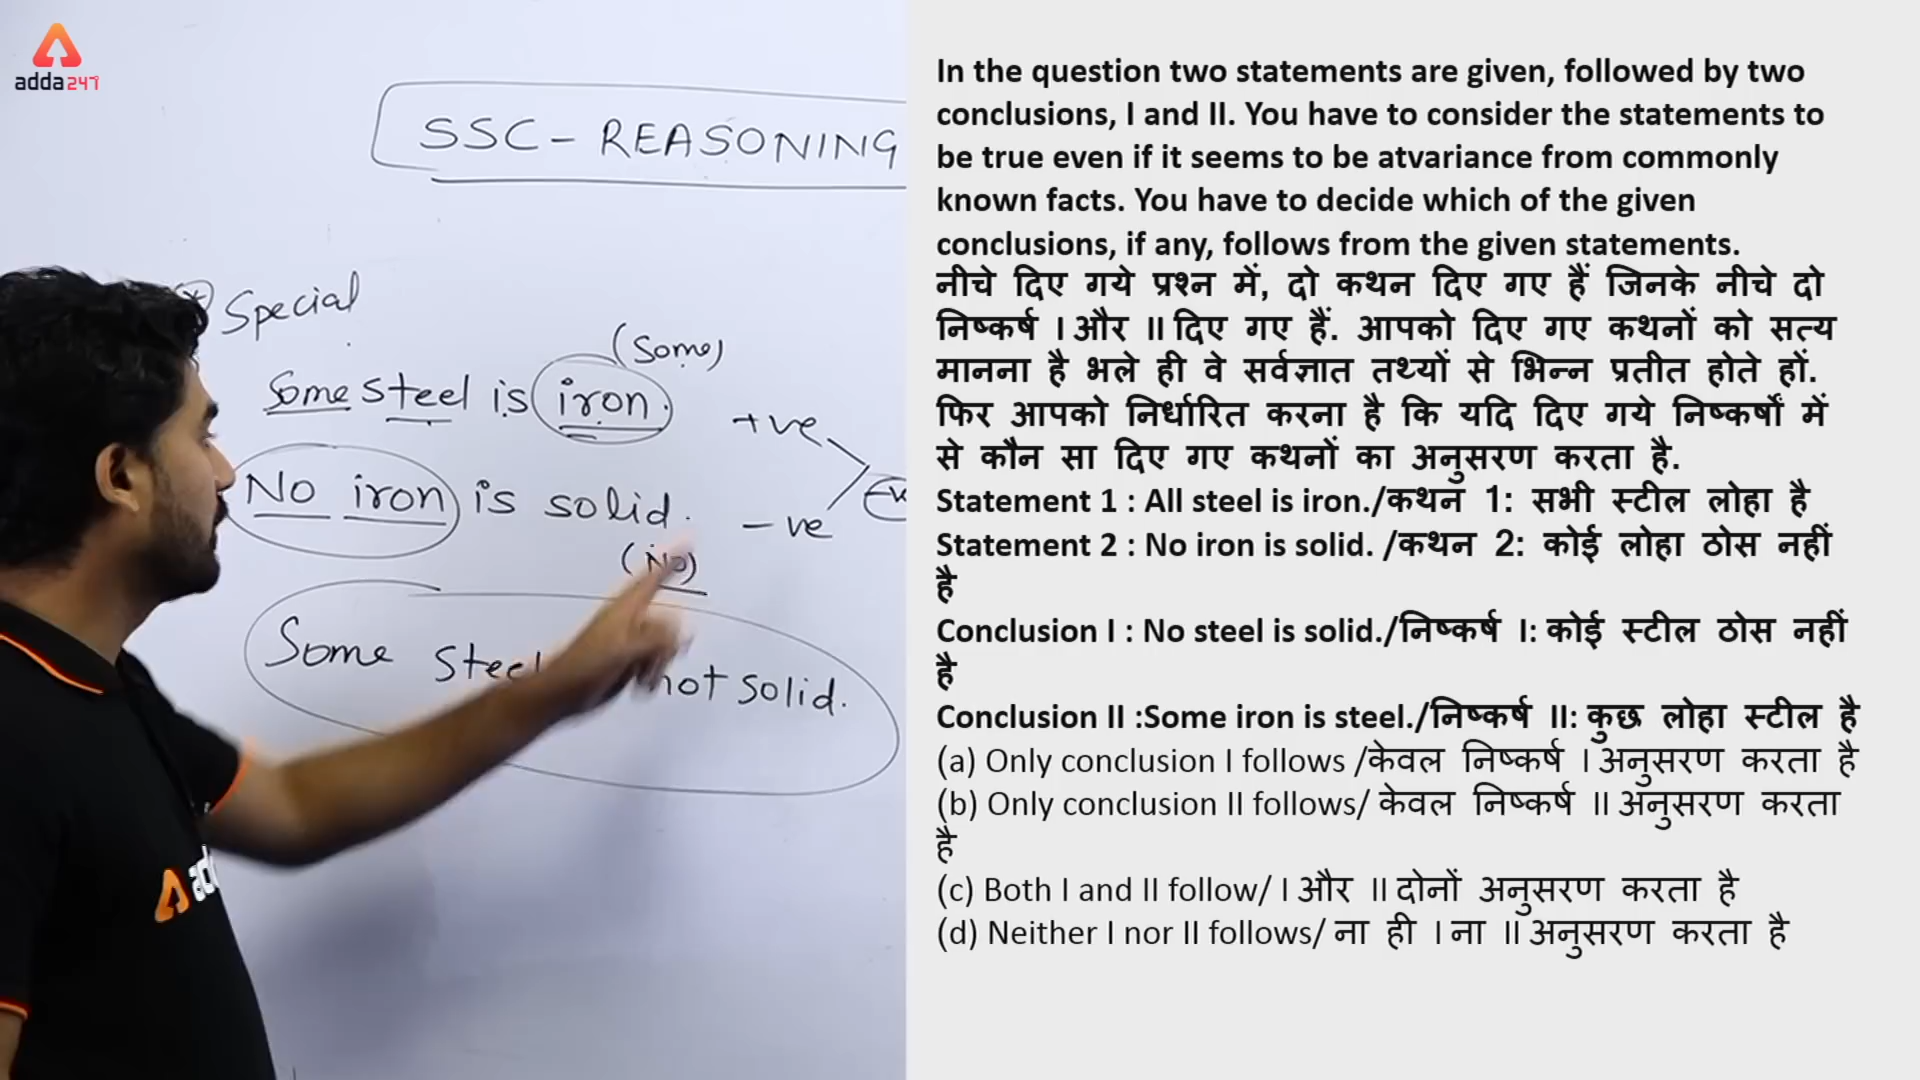 adda247
SSC - REASONING
Special
(Some)
Some steel is iron.
+ve
No iron is solid.
-ve
(No)
Some not solid.
In the question two statements are given, followed by two
conclusions, I and II. You have to consider the statements to
be true even if it seems to be atvariance from commonly
known facts. You have to decide which of the given
conclusions, if any, follows from the given statements.
नीचे दिए गये प्रश्न में, दो कथन दिए गए हैं जिनके नीचे दो
निष्कर्ष I और II दिए गए हैं. आपको दिए गए कथनों को सत्य
मानना है भले ही वे सर्वज्ञात तथ्यों से भिन्न प्रतीत होते हों.
फिर आपको निर्धारित करना है कि यदि दिए गये निष्कर्षों में
से कौन सा दिए गए कथनों का अनुसरण करता है.
Statement 1 : All steel is iron./कथन 1: सभी स्टील लोहा है
Statement 2 : No iron is solid. /कथन 2: कोई लोहा ठोस नहीं
है
Conclusion I : No steel is solid./निष्कर्ष I: कोई स्टील ठोस नहीं
है
Conclusion II :Some iron is steel./निष्कर्ष II: कुछ लोहा स्टील है
(a) Only conclusion I follows /केवल निष्कर्ष I अनुसरण करता है
(b) Only conclusion II follows/ केवल निष्कर्ष II अनुसरण करता
है
(c) Both I and II follow/ I और II दोनों अनुसरण करता है
(d) Neither I nor II follows/ ना ही I ना II अनुसरण करता है